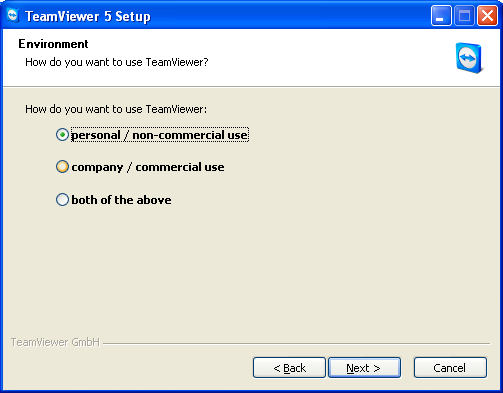 TeamViewer 5 Setup
Environment
How do you want to use TeamViewer?
How do you want to use TeamViewer:
personal / non-commercial use
company / commercial use
both of the above
TeamViewer GmbH
< Back
Next >
Cancel